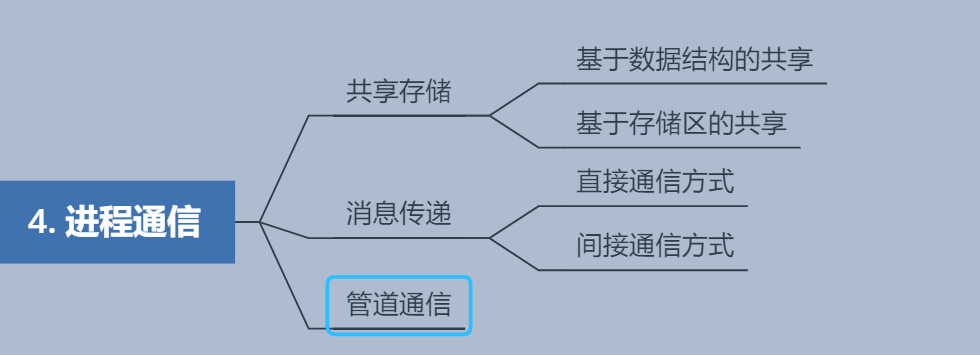 4. 进程通信
共享存储
基于数据结构的共享
基于存储区的共享
消息传递
直接通信方式
间接通信方式
管道通信